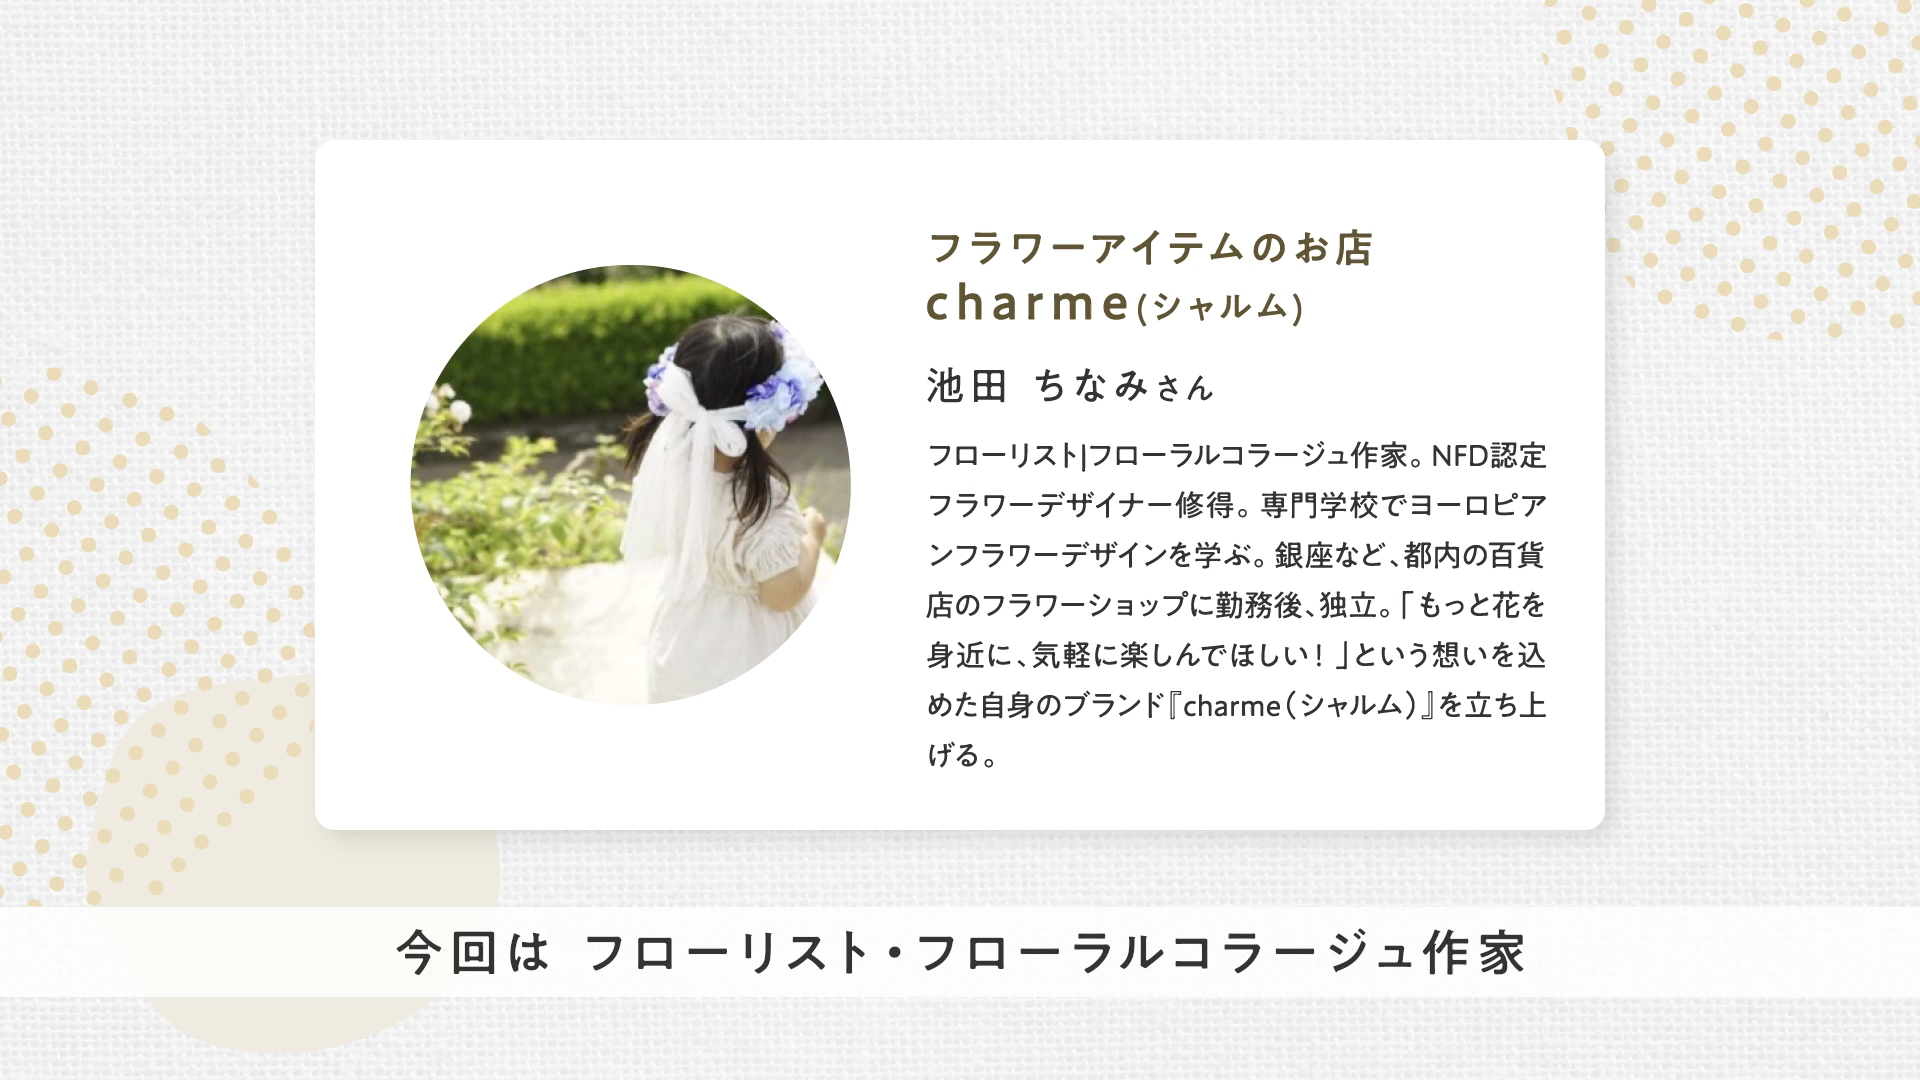 フラワーアイテムのお店
charme(シャルム)
池田 ちなみさん
フローリスト|フローラルコラージュ作家。NFD認定
フラワーデザイナー修得。専門学校でヨーロピア
ンフラワーデザインを学ぶ。銀座など、都内の百貨
店のフラワーショップに勤務後、独立。「もっと花を
身近に、気軽に楽しんでほしい！」という想いを込
めた自身のブランド『charme（シャルム）』を立ち上
げる。
今回は フローリスト・フローラルコラージュ作家